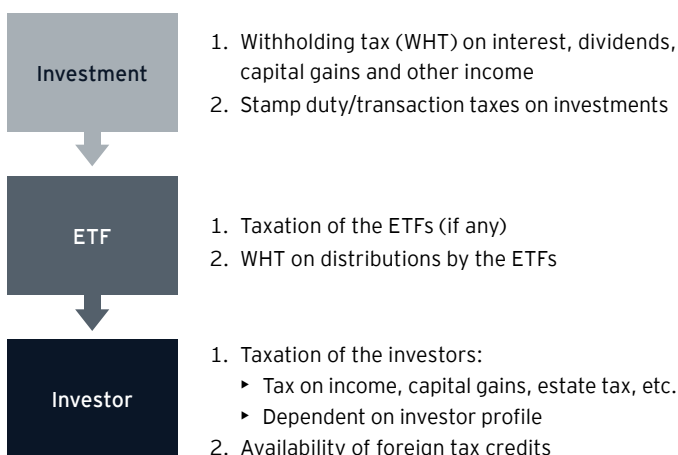 Investment
1. Withholding tax (WHT) on interest, dividends,
capital gains and other income
2. Stamp duty/transaction taxes on investments
ETF
1. Taxation of the ETFs (if any)
2. WHT on distributions by the ETFs
Investor
1. Taxation of the investors:
‣ Tax on income, capital gains, estate tax, etc.
‣ Dependent on investor profile
2. Availability of foreign tax credits